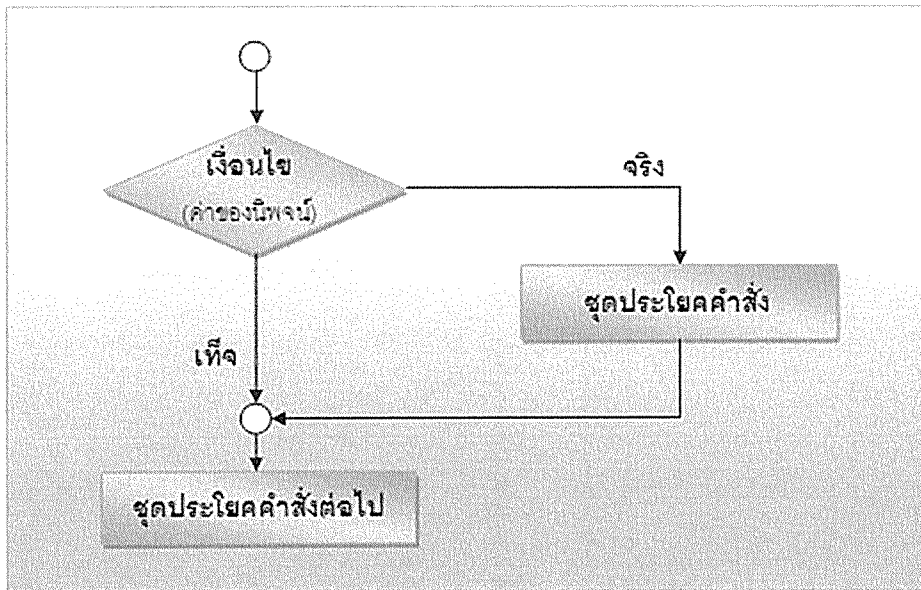 เงื่อนไข
(ค่าของนิพจน์)
จริง
ชุดประโยคคำสั่ง
เท็จ
ชุดประโยคคำสั่งต่อไป